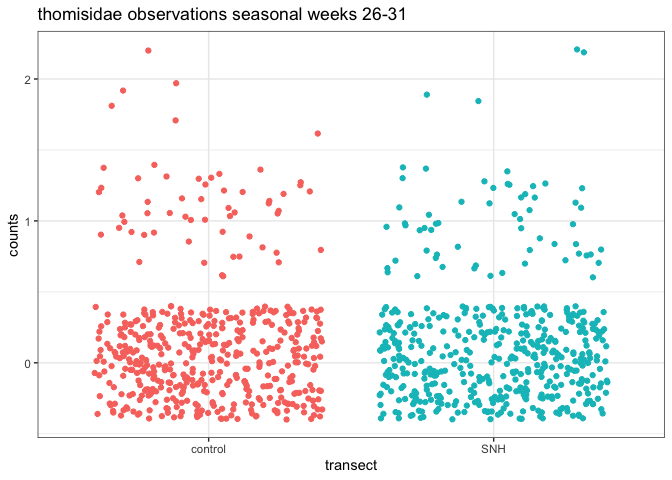 thomisidae observations seasonal weeks 26-31
counts
2
1
0
control
SNH
transect